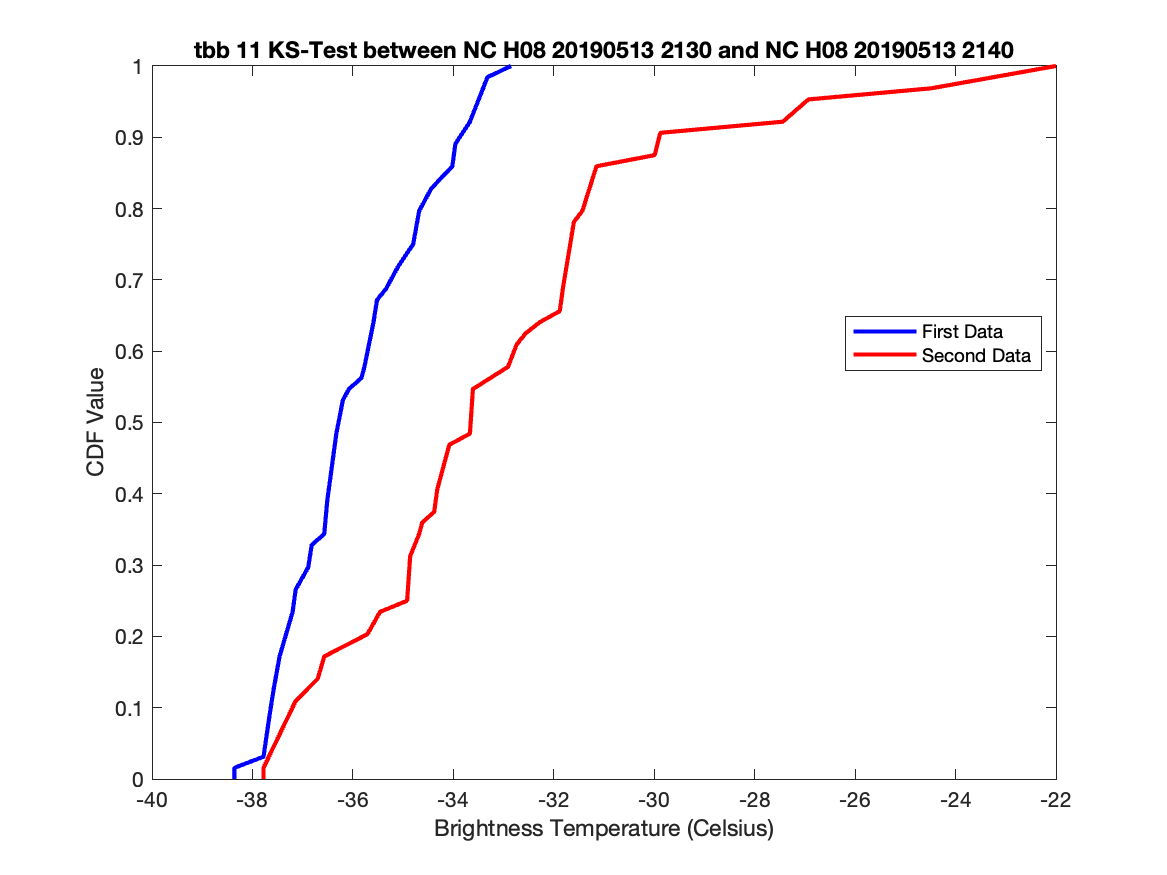 tbb 11 KS-Test between NC H08 20190513 2130 and NC H08 20190513 2140
1
0.9
0.8
0.7
0.6
0.5
0.4
0.3
0.2
0.1
0
CDF Value
First Data
Second Data
-40 -38 -36 -34 -32 -30 -28 -26 -24 -22
Brightness Temperature (Celsius)